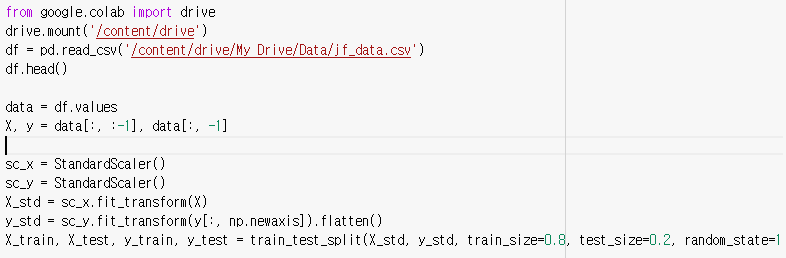 from google.colab import drive
drive.mount('/content/drive')
df = pd.read_csv('/content/drive/My Drive/Data/jf_data.csv')
df.head()
data = df.values
X, y = data[:, :-1], data[:, -1]
sc_x = StandardScaler()
sc_y = StandardScaler()
X_std = sc_x.fit_transform(X)
y_std = sc_y.fit_transform(y[:, np.newaxis]).flatten()
X_train, X_test, y_train, y_test = train_test_split(X_std, y_std, train_size=0.8, test_size=0.2, random_state=1